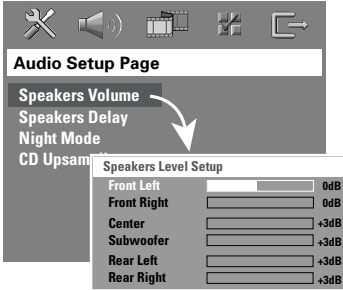 Audio Setup Page
Speakers Volume
Speakers Delay
Night Mode
CD
Speakers Level Setup
Front Left 0dB
Front Right 0dB
Center +3dB
Subwoofer +3dB
Rear Left +3dB
Rear Right +3dB